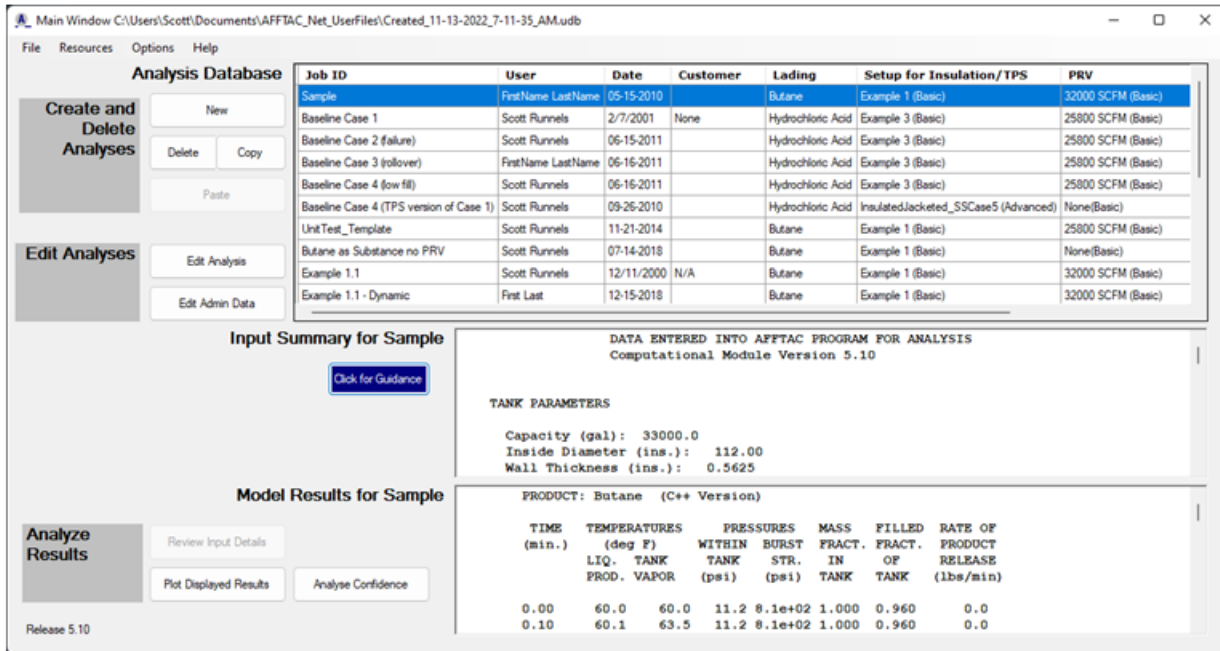 Main Window C:\Users\Scott\Documents\AFFTAC_Net_UserFiles\Created_11-13-2022_7-11-35_AM.udb
File Resources Options Help
Analysis Database
Create and Delete Analyses
New
Delete Copy
Paste
Edit Analyses
Edit Analysis
Edit Admin Data
Job ID User Date Customer Lading Setup for Insulation/TPS PRV
Sample FirstName LastName 05-15-2010 Butane Example 1 (Basic) 32000 SCFM (Basic)
Baseline Case 1 Scott Runnels 2/7/2001 None Hydrochloric Acid Example 3 (Basic) 25800 SCFM (Basic)
Baseline Case 2 (failure) Scott Runnels 06-15-2011 Hydrochloric Acid Example 3 (Basic) 25800 SCFM (Basic)
Baseline Case 3 (rollover) FirstName LastName 06-16-2011 Hydrochloric Acid Example 3 (Basic) 25800 SCFM (Basic)
Baseline Case 4 (low fill) Scott Runnels 06-16-2011 Hydrochloric Acid Example 3 (Basic) 25800 SCFM (Basic)
Baseline Case 4 (TPS version of Case 1) Scott Runnels 09-26-2010 Hydrochloric Acid InsulatedJacketed_SSCase5 (Advanced) None(Basic)
UnitTest_Template Scott Runnels 11-21-2014 Butane Example 1 (Basic) 25800 SCFM (Basic)
Butane as Substance no PRV Scott Runnels 07-14-2018 Butane Example 1 (Basic) None(Basic)
Example 1.1 Scott Runnels 12/11/2000 N/A Butane Example 1 (Basic) 32000 SCFM (Basic)
Example 1.1 - Dynamic First Last 12-15-2018 Butane Example 1 (Basic) 32000 SCFM (Basic)
Input Summary for Sample
Click for Guidance
DATA ENTERED INTO AFFTAC PROGRAM FOR ANALYSIS
Computational Module Version 5.10
TANK PARAMETERS
Capacity (gal): 33000.0
Inside Diameter (ins.): 112.00
Wall Thickness (ins.): 0.5625
Model Results for Sample
Analyze Results
Review Input Details
Plot Displayed Results Analyse Confidence
Release 5.10
PRODUCT: Butane (C++ Version)
TIME TEMPERATURES PRESSURES MASS FILLED RATE OF
(min.) (deg F) WITHIN BURST FRACT. FRACT. PRODUCT
LIQ. TANK TANK STR. IN OF RELEASE
PROD. VAPOR (psi) (psi) TANK TANK (lbs/min)
0.00 60.0 60.0 11.2 8.1e+02 1.000 0.960 0.0
0.10 60.1 63.5 11.2 8.1e+02 1.000 0.960 0.0